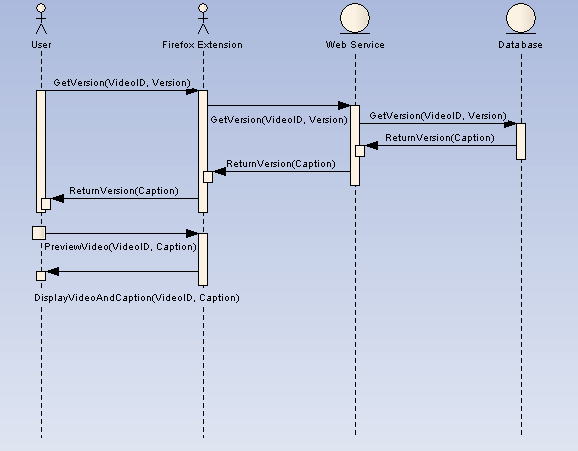 User
Firefox Extension
Web Service
Database
GetVersion(VideoID, Version)
GetVersion(VideoID, Version)
GetVersion(VideoID, Version)
ReturnVersion(Caption)
ReturnVersion(Caption)
ReturnVersion(Caption)
PreviewVideo(VideoID, Caption)
DisplayVideoAndCaption(VideoID, Caption)